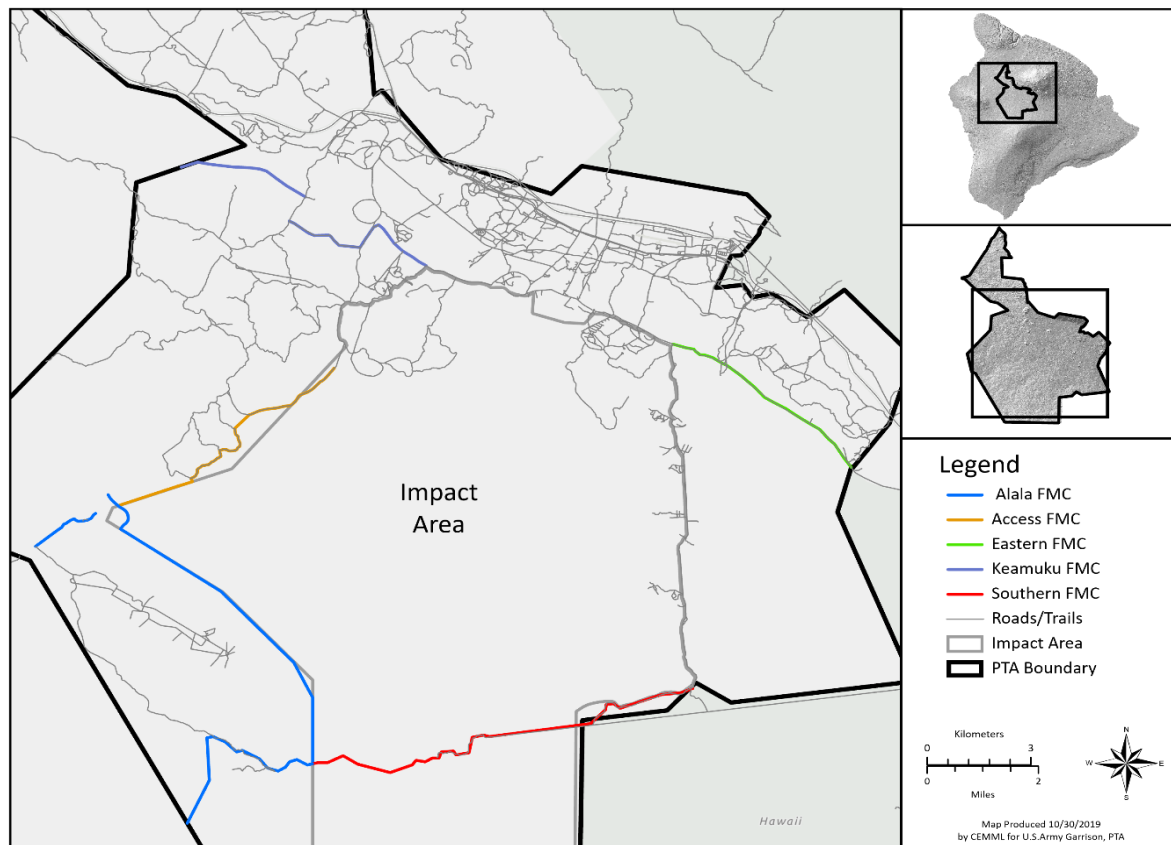 Impact
Area
Hawaii
Legend
Alala FMC
Access FMC
Eastern FMC
Keamuku FMC
Southern FMC
Roads/Trails
Impact Area
PTA Boundary
Kilometers
0 3
0 2
Miles
N
W E
S
Map Produced 10/30/2019
by CEMML for U.S.Army Garrison, PTA